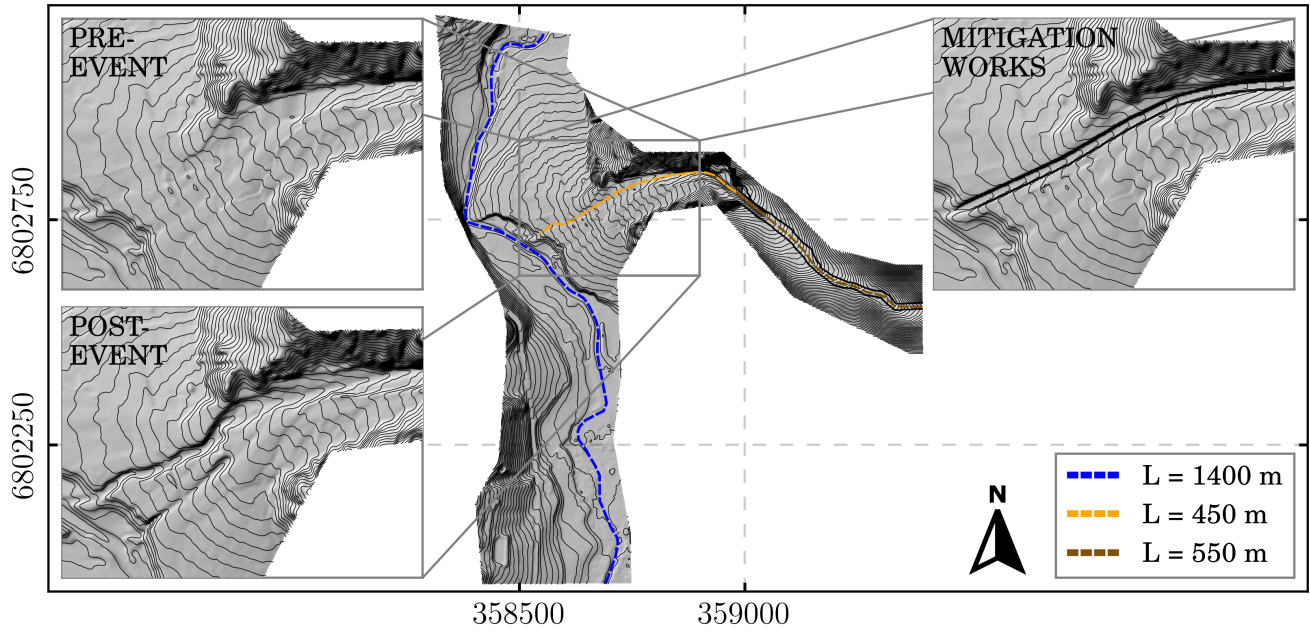 PRE-
EVENT
MITIGATION
WORKS
6802750
POST-
EVENT
6802250
N
L = 1400 m
L = 450 m
L = 550 m
358500
359000